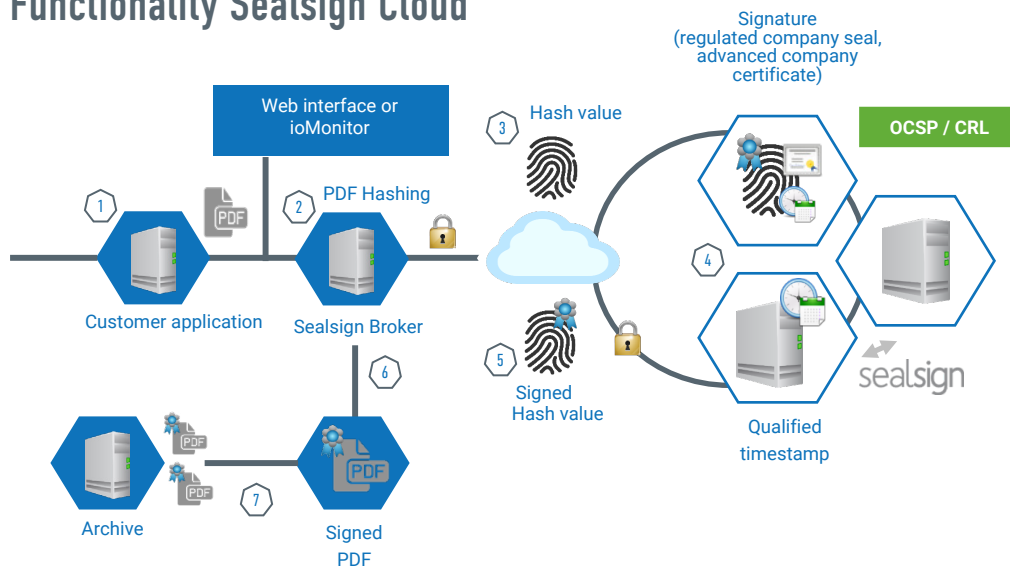 Functionality Sealsign Cloud
Signature
(regulated company seal,
advanced company
certificate)
Web interface or
ioMonitor
3
Hash value
OCSP / CRL
1
PDF
2
PDF Hashing
4
Customer application
Sealsign Broker
5
Signed
Hash value
sealsign
6
Qualified
timestamp
PDF
PDF
PDF
7
Archive
Signed
PDF